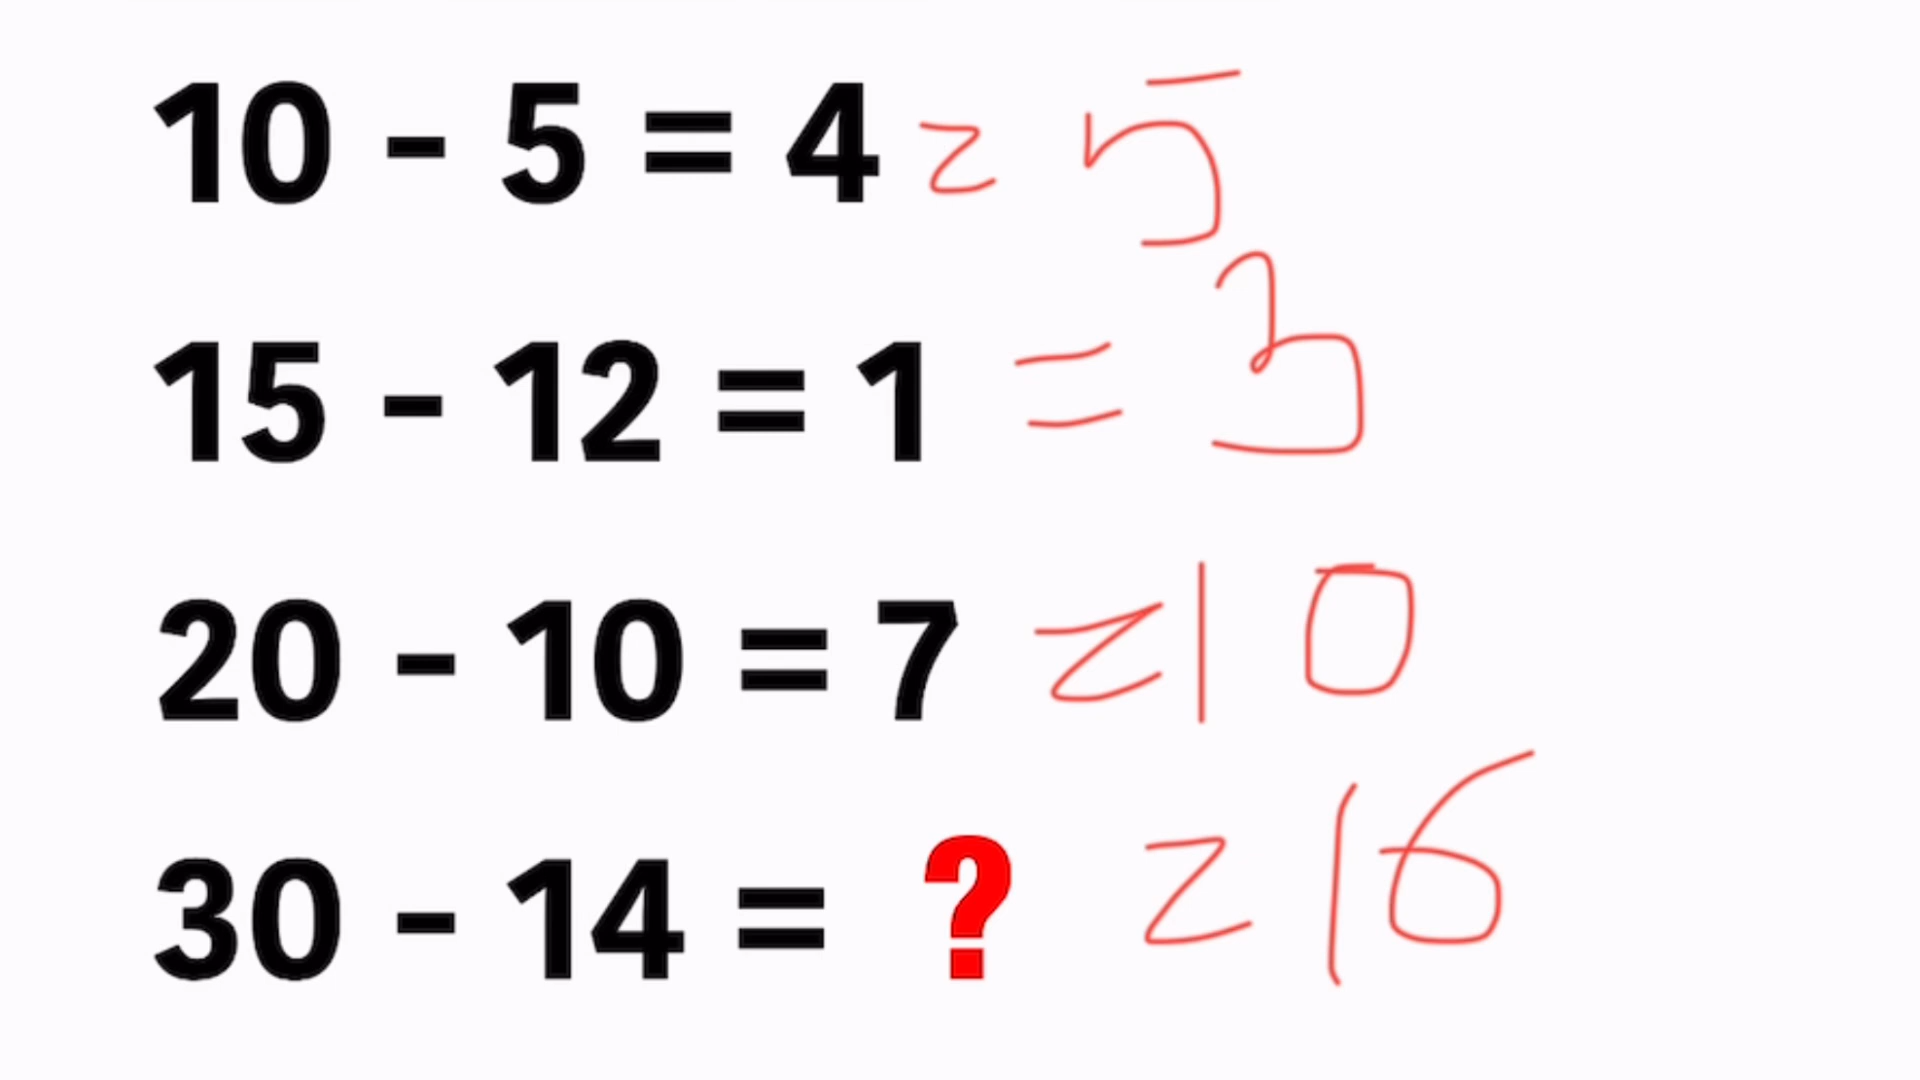 10 - 5 = 4 = 5
15 - 12 = 1 = 3
20 - 10 = 7 = 10
30 - 14 = ? = 16